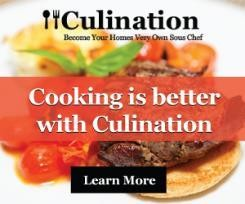 Culination
Become Your Homes Very Own Sous Chef
Cooking is better
with Culination
Learn More